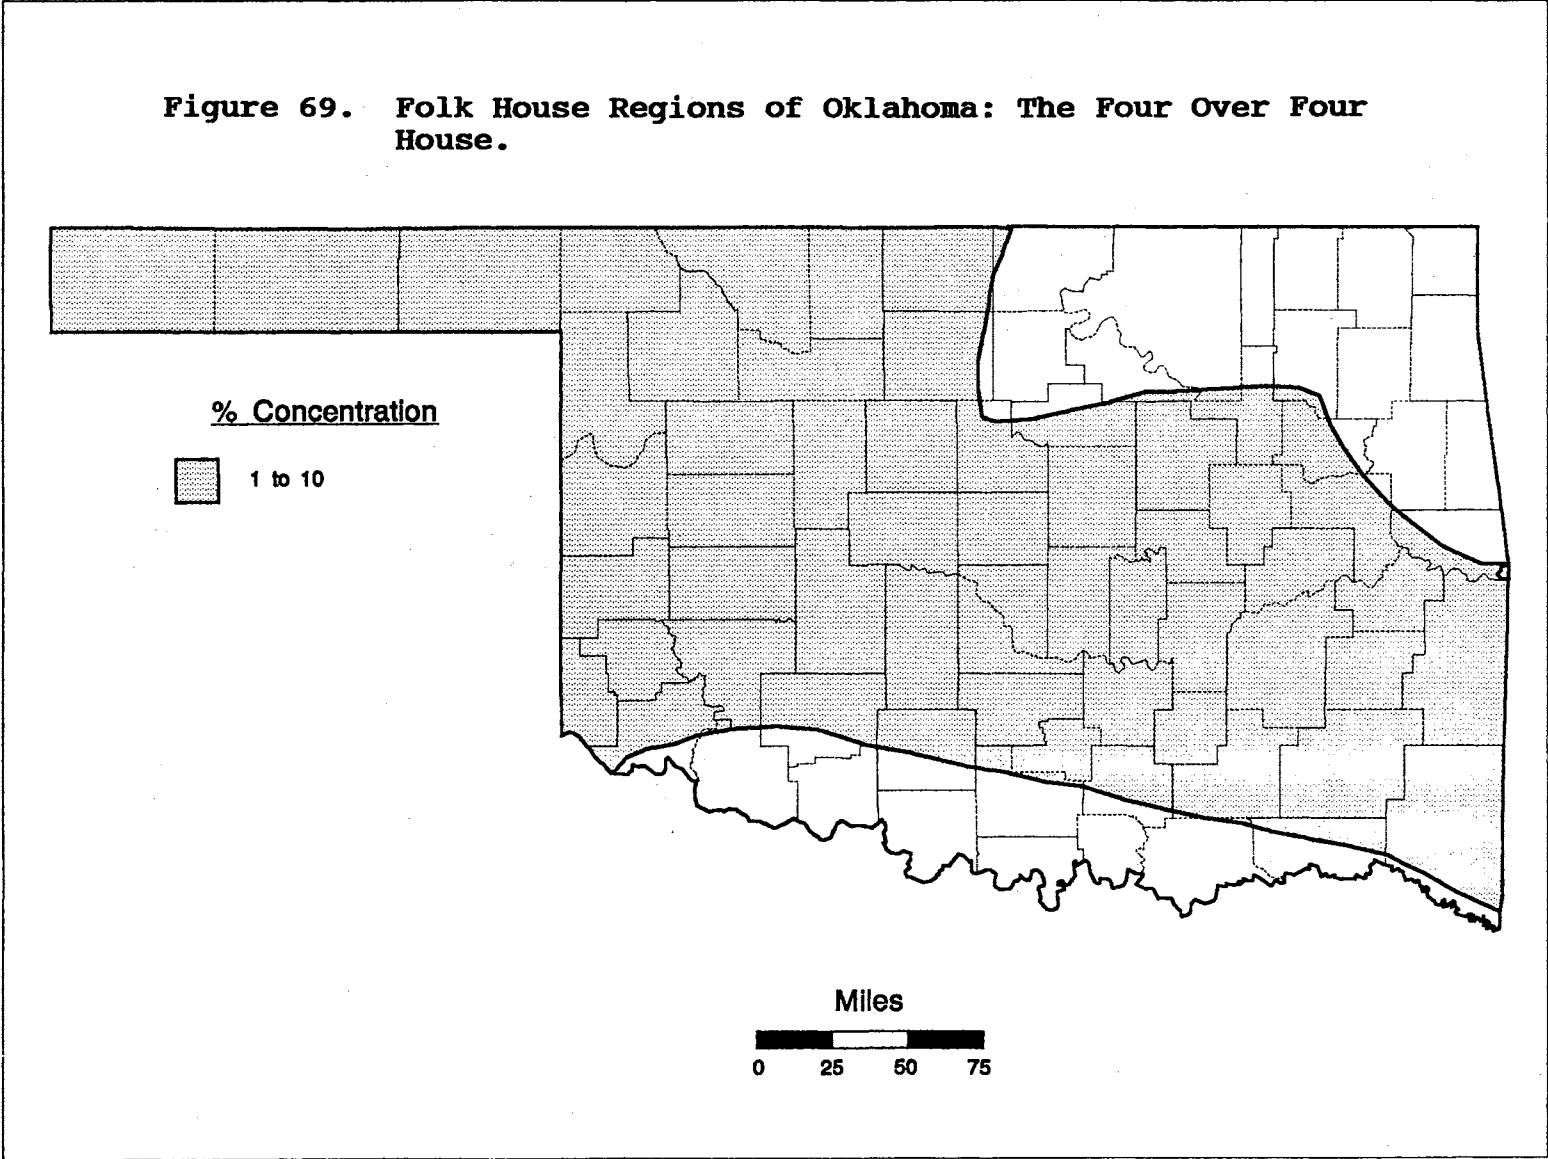 Figure 69. Folk House Regions of Oklahoma: The Four Over Four
House.
% Concentration
1 to 10
Miles
0 25 50 75